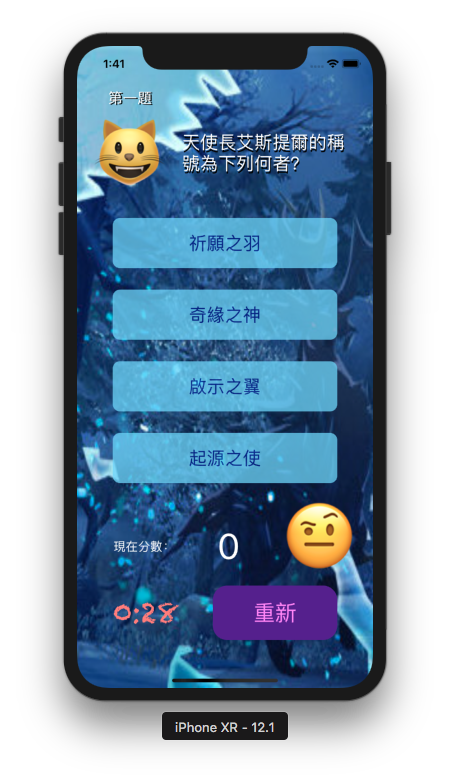 1:41
第一題
天使長艾斯提爾的稱
號為下列何者?
祈願之羽
奇緣之神
啟示之翼
起源之使
現在分數:
0
0:28
重新
iPhone XR - 12.1